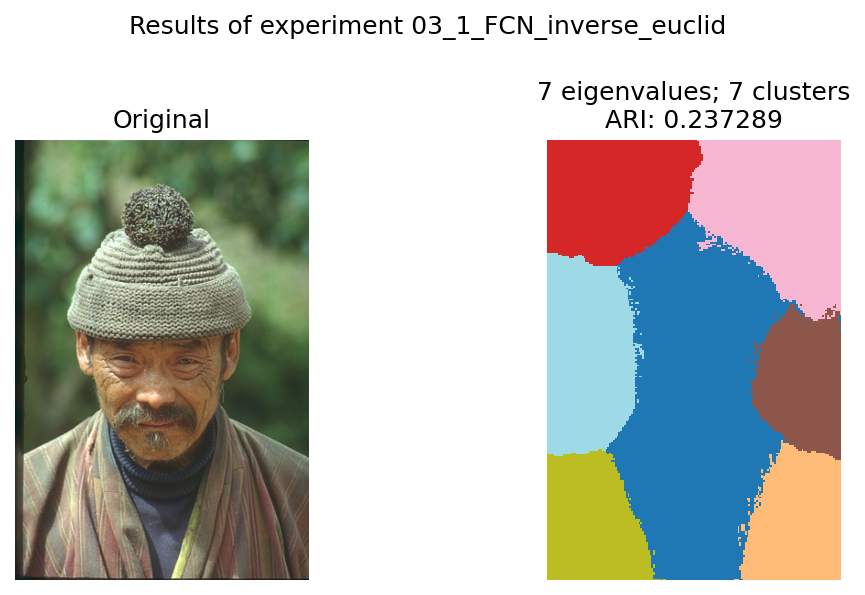 Results of experiment 03_1_FCN_inverse_euclid
Original
7 eigenvalues; 7 clusters
ARI: 0.237289